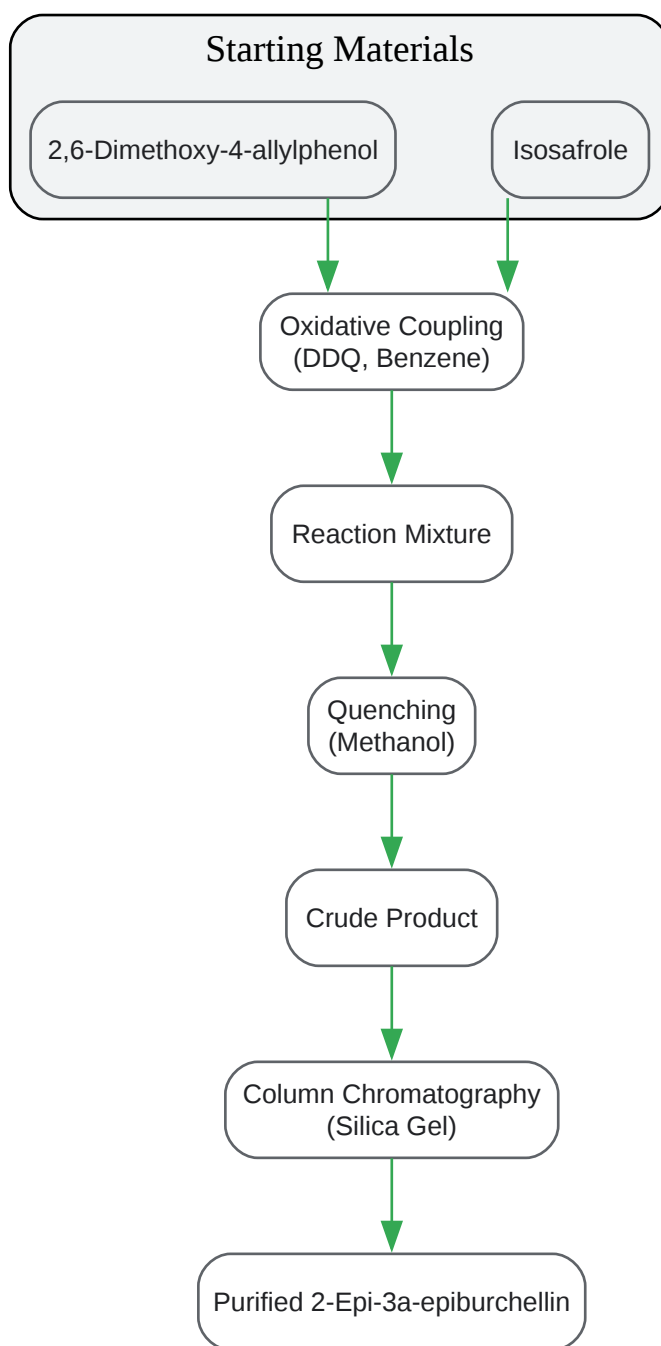 Starting Materials
2,6-Dimethoxy-4-allylphenol
Isosafrole
Oxidative Coupling
(DDQ, Benzene)
Reaction Mixture
Quenching
(Methanol)
Crude Product
Column Chromatography
(Silica Gel)
Purified 2-Epi-3a-epiburchellin